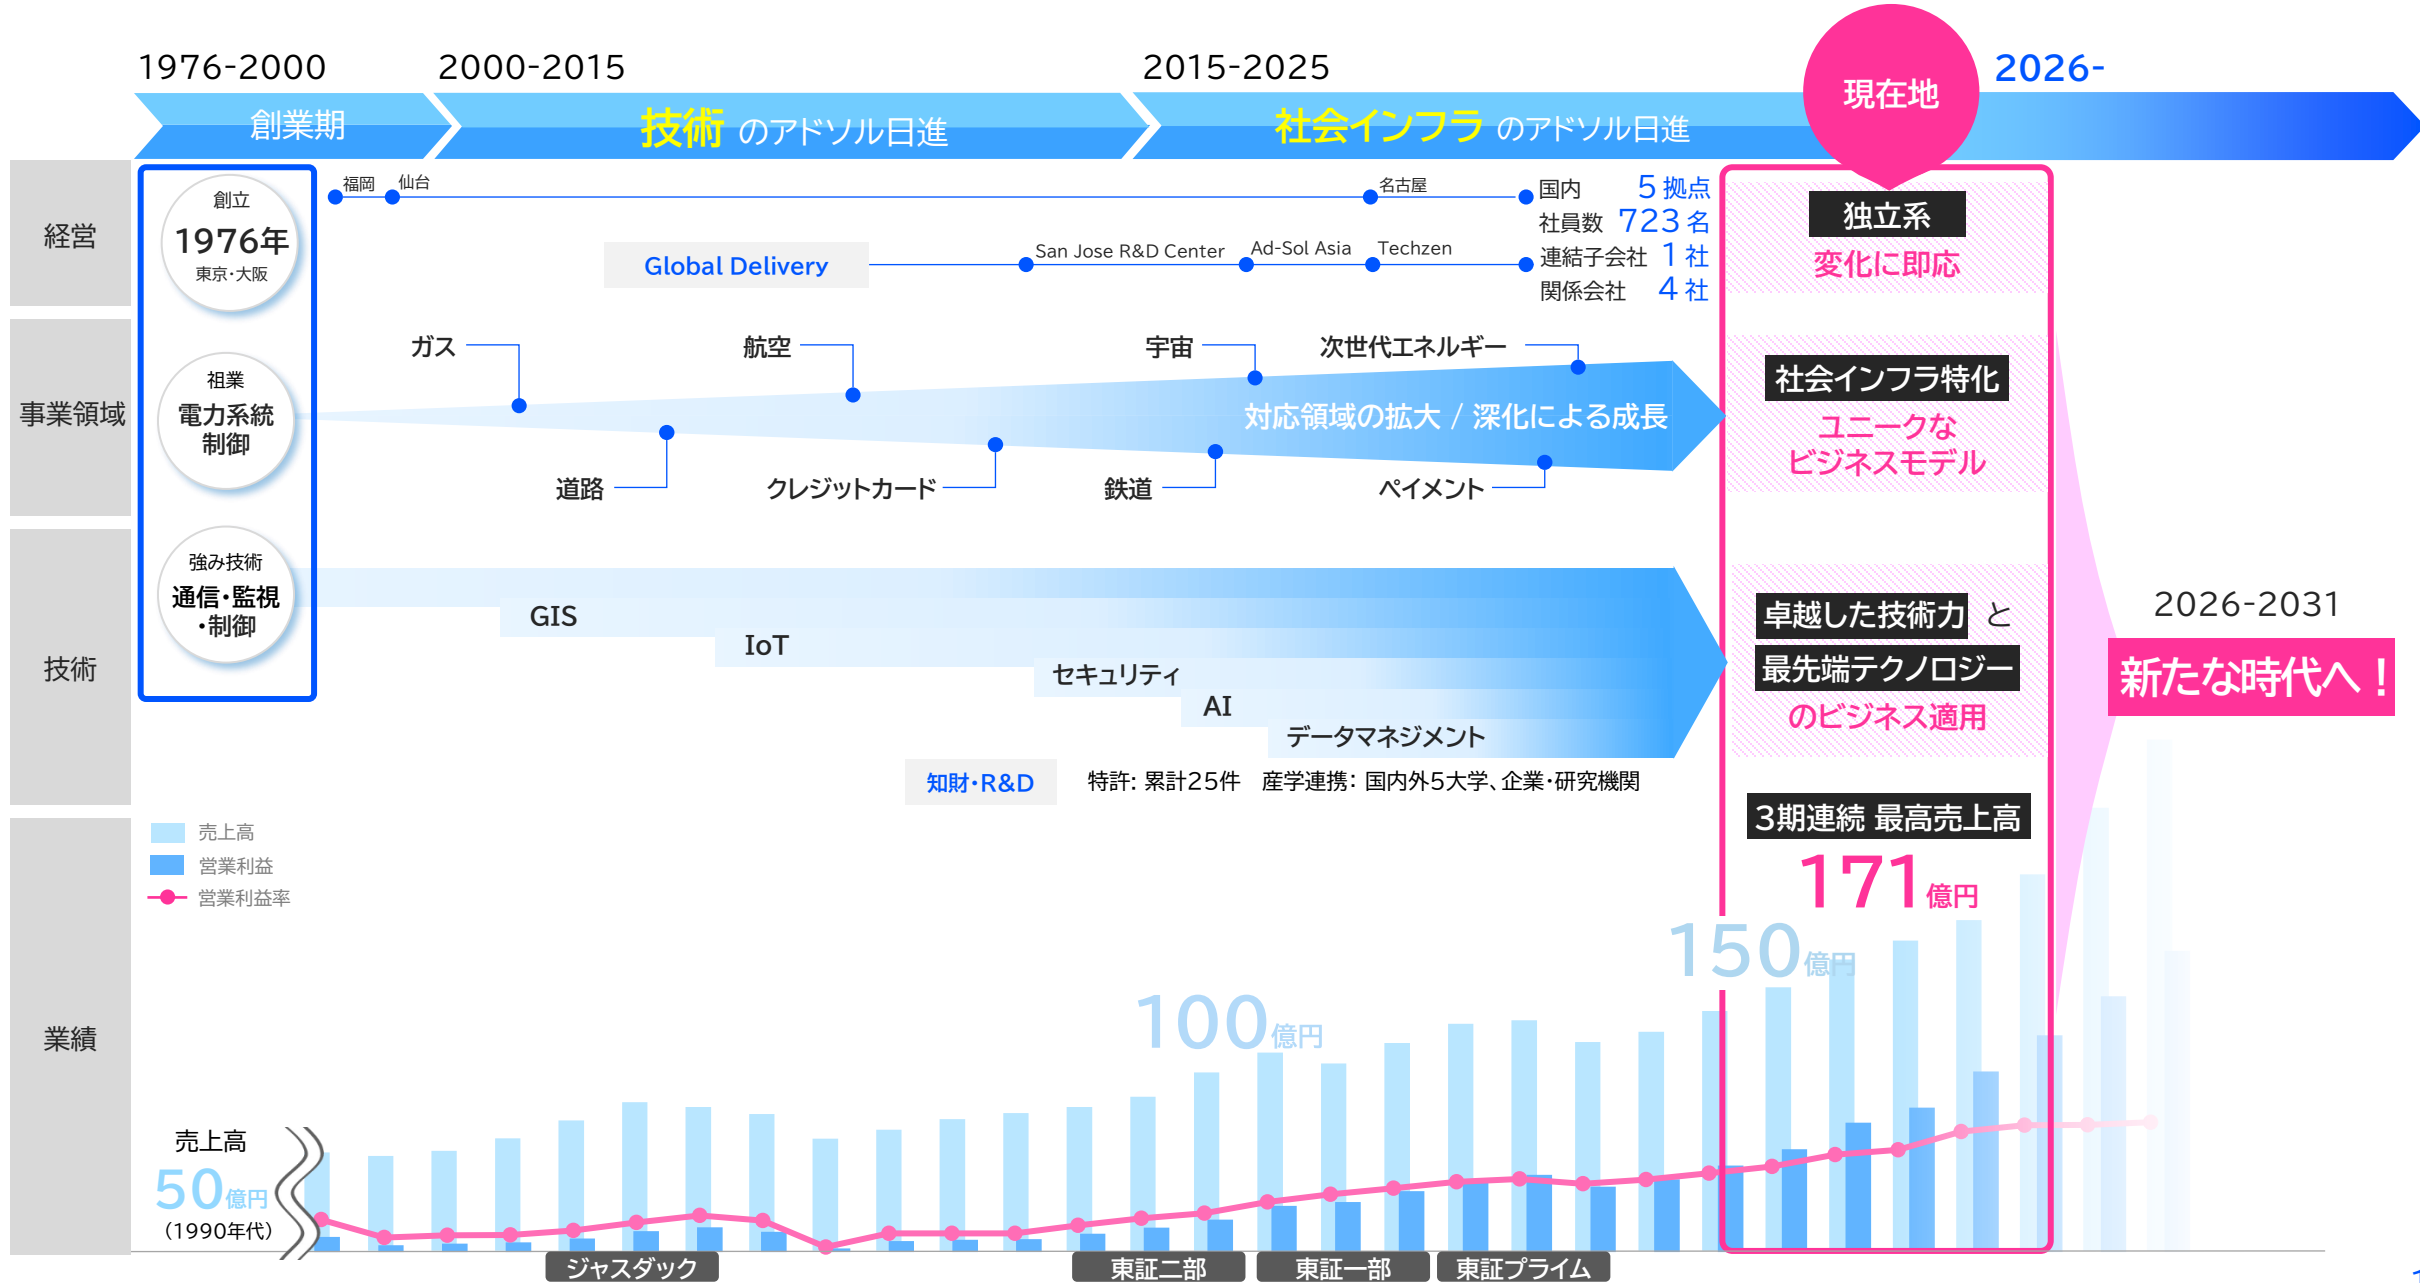 1976-2000
2000-2015
2015-2025
2026-
創業期
技術 のアドソル日進
社会インフラ のアドソル日進
現在地
経営
創立
1976年
東京・大阪
福岡
仙台
名古屋
国内 5 拠点
社員数 723 名
連結子会社 1 社
関係会社 4 社
Global Delivery
San Jose R&D Center
Ad-Sol Asia
Techzen
独立系
変化に即応
事業領域
祖業
電力系統
制御
ガス
航空
宇宙
次世代エネルギー
対応領域の拡大 / 深化による成長
道路
クレジットカード
鉄道
ペイメント
社会インフラ特化
ユニークな
ビジネスモデル
技術
強み技術
通信・監視
・制御
GIS
IoT
セキュリティ
AI
データマネジメント
知財・R&D
特許: 累計25件 産学連携: 国内外5大学、企業・研究機関
卓越した技術力 と
最先端テクノロジー
のビジネス適用
2026-2031
新たな時代へ！
業績
売上高
営業利益
営業利益率
3期連続 最高売上高
171億円
150億円
100億円
売上高
50億円
（1990年代）
ジャスダック
東証二部
東証一部
東証プライム